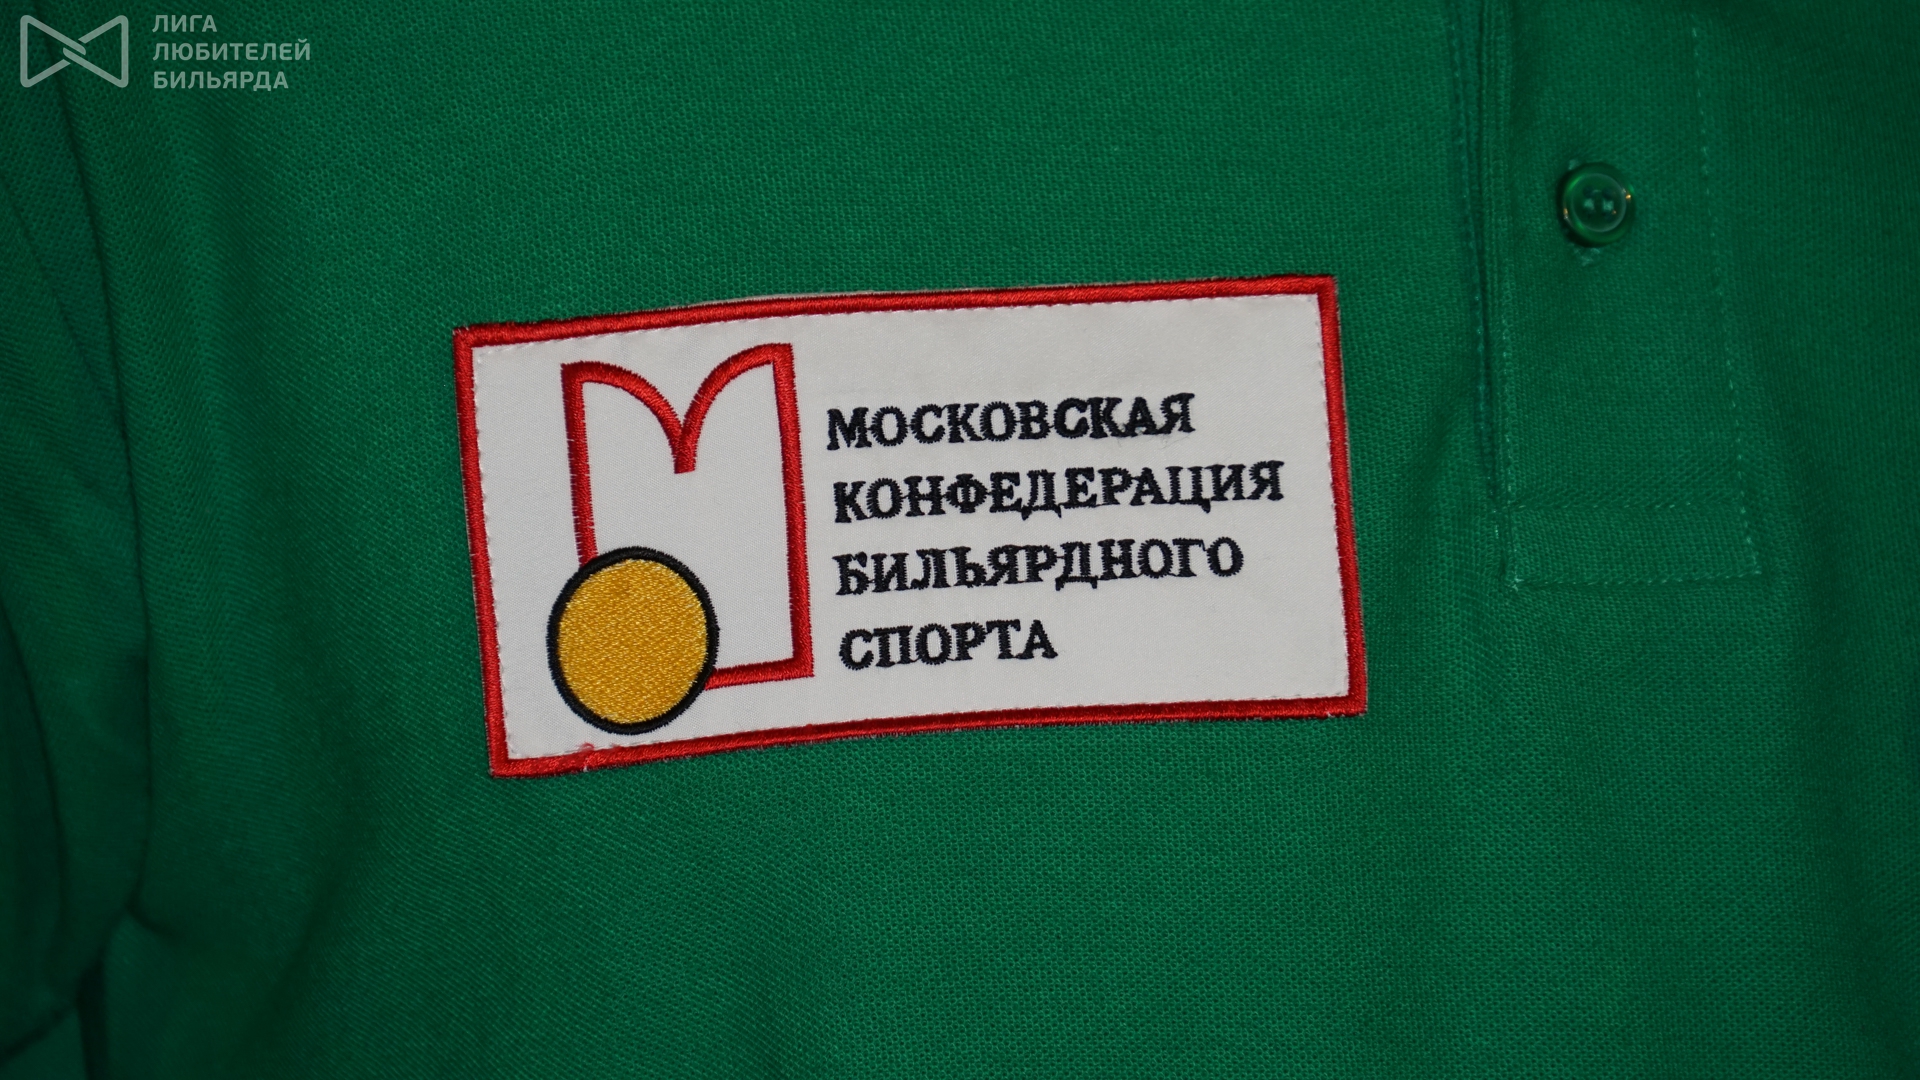 ЛИГА
ЛЮБИТЕЛЕЙ
БИЛЬЯРДА
МОСКОВСКАЯ
КОНФЕДЕРАЦИЯ
БИЛЬЯРДНОГО
СПОРТА